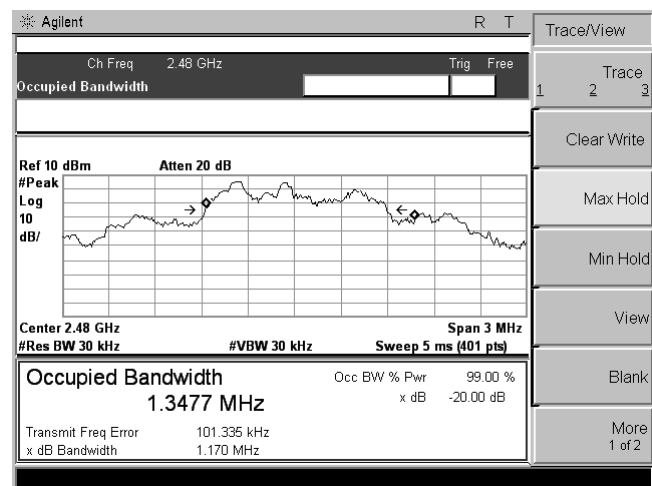 Agilent R T
Trace/View
Ch Freq 2.48 GHz Trig Free
Occupied Bandwidth
Trace
1 2 3
Clear Write
Ref 10 dBm Atten 20 dB
#Peak
Log
10
dB/
Max Hold
Min Hold
View
Center 2.48 GHz Span 3 MHz
#Res BW 30 kHz #VBW 30 kHz Sweep 5 ms (401 pts)
Occupied Bandwidth Occ BW % Pwr 99.00 %
1.3477 MHz x dB -20.00 dB
Blank
Transmit Freq Error 101.335 kHz
x dB Bandwidth 1.170 MHz
More
1 of 2